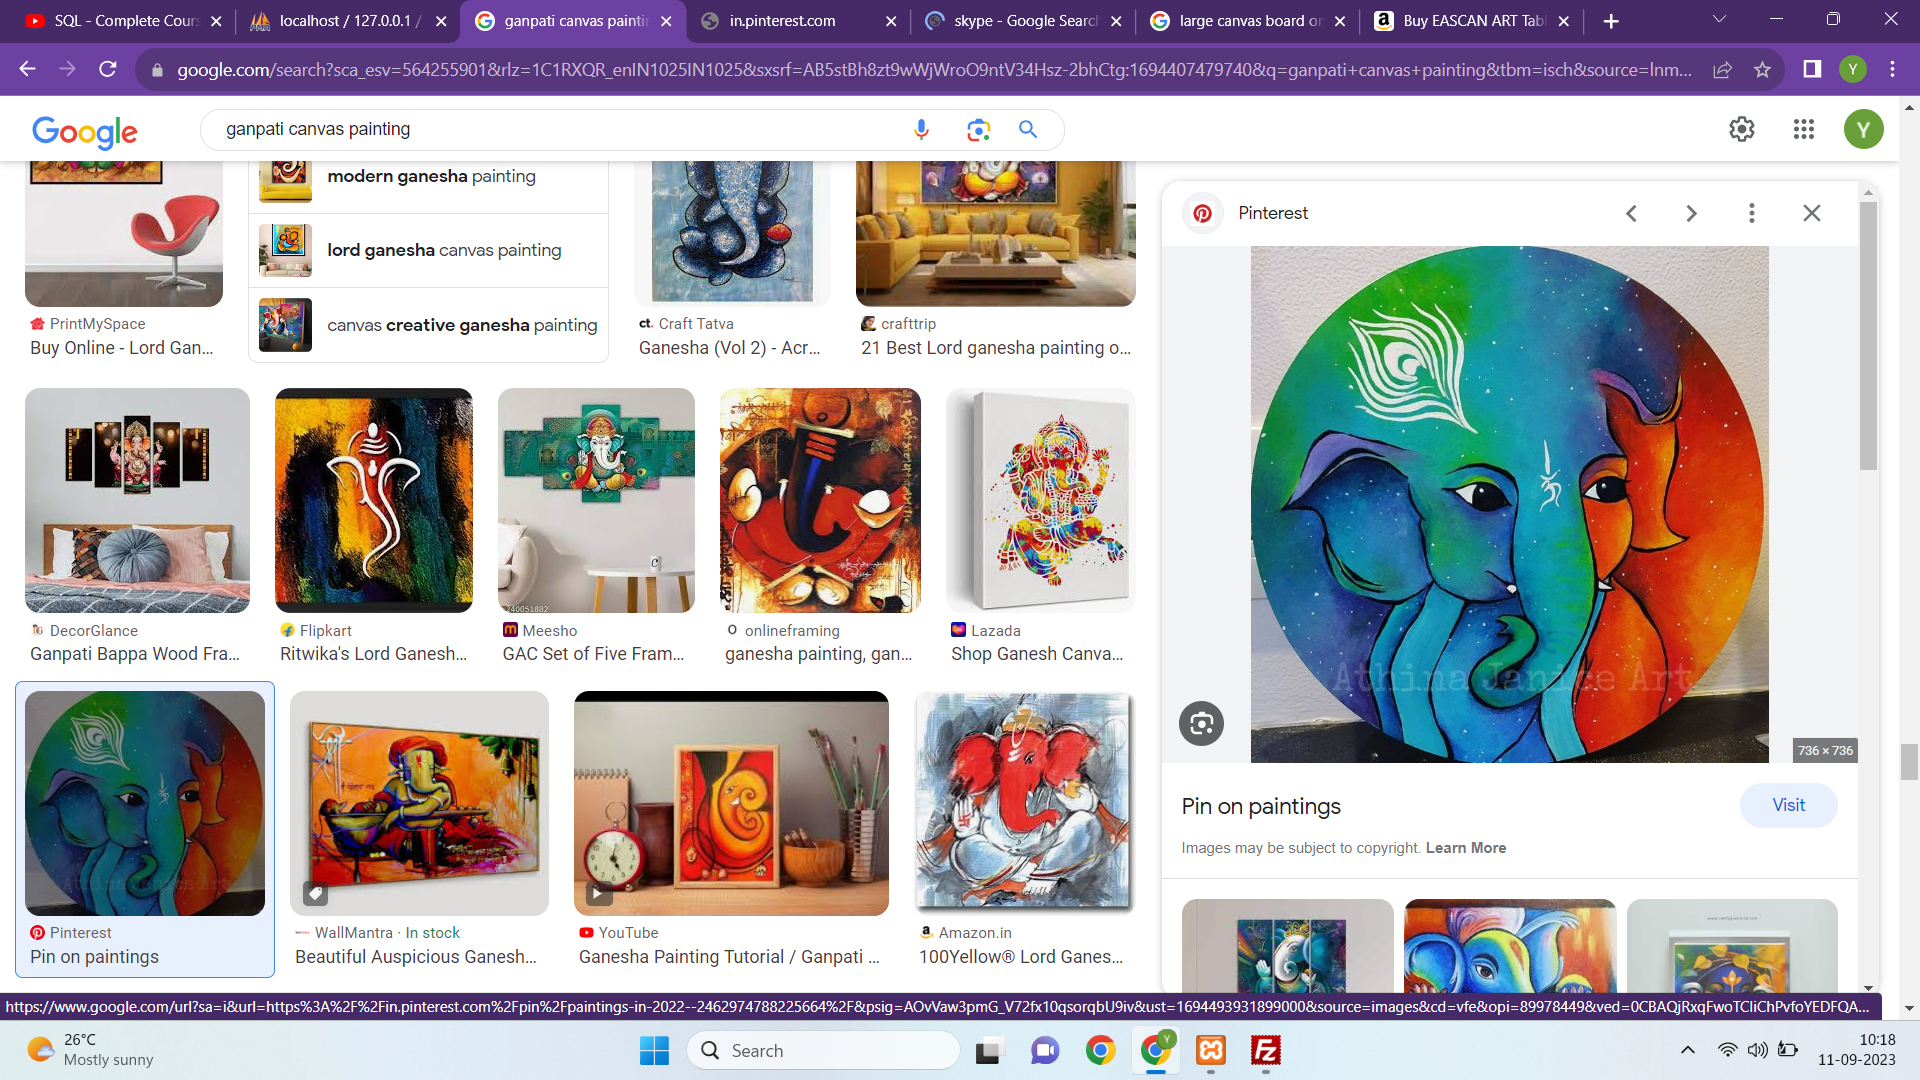 SQL - Complete Cours
localhost / 127.0.0.1 /
ganpati canvas paintin
in.pinterest.com
skype - Google Search
large canvas board on
Buy EASCAN ART Tabl
google.com/search?sca_esv=564255901&rlz=1C1RXQR_enIN1025IN1025&sxsrf=AB5stBh8zt9wWjWroO9ntV34Hsz-2bhCtg:1694407479740&q=ganpati+canvas+painting&tbm=isch&source=lnm...
Y
Google
ganpati canvas painting
Y
modern ganesha painting
lord ganesha canvas painting
canvas creative ganesha painting
PrintMySpace
Buy Online - Lord Gan...
ct. Craft Tatva
Ganesha (Vol 2) - Acr...
crafttrip
21 Best Lord ganesha painting o...
DecorGlance
Ganpati Bappa Wood Fra...
Flipkart
Ritwika's Lord Ganesh...
240051882
Meesho
GAC Set of Five Fram...
O onlineframing
ganesha painting, gan...
Lazada
Shop Ganesh Canva...
Pinterest
Pin on paintings
WallMantra · In stock
Beautiful Auspicious Ganesh...
YouTube
Ganesha Painting Tutorial / Ganpati ...
Amazon.in
100Yellow® Lord Ganes...
Pinterest
Athina Janice Art
736 × 736
Pin on paintings
Visit
Images may be subject to copyright. Learn More
https://www.google.com/url?sa=i&url=https%3A%2F%2Fin.pinterest.com%2Fpin%2Fpaintings-in-2022--2462974788225664%2F&psig=AOvVaw3pmG_V72fx10qsorqbU9iv&ust=1694493931899000&source=images&cd=vfe&opi=89978449&ved=0CBAQjRxqFwoTCIiChPvfoYEDFQA...
26°C
Mostly sunny
Search
10:18
11-09-2023